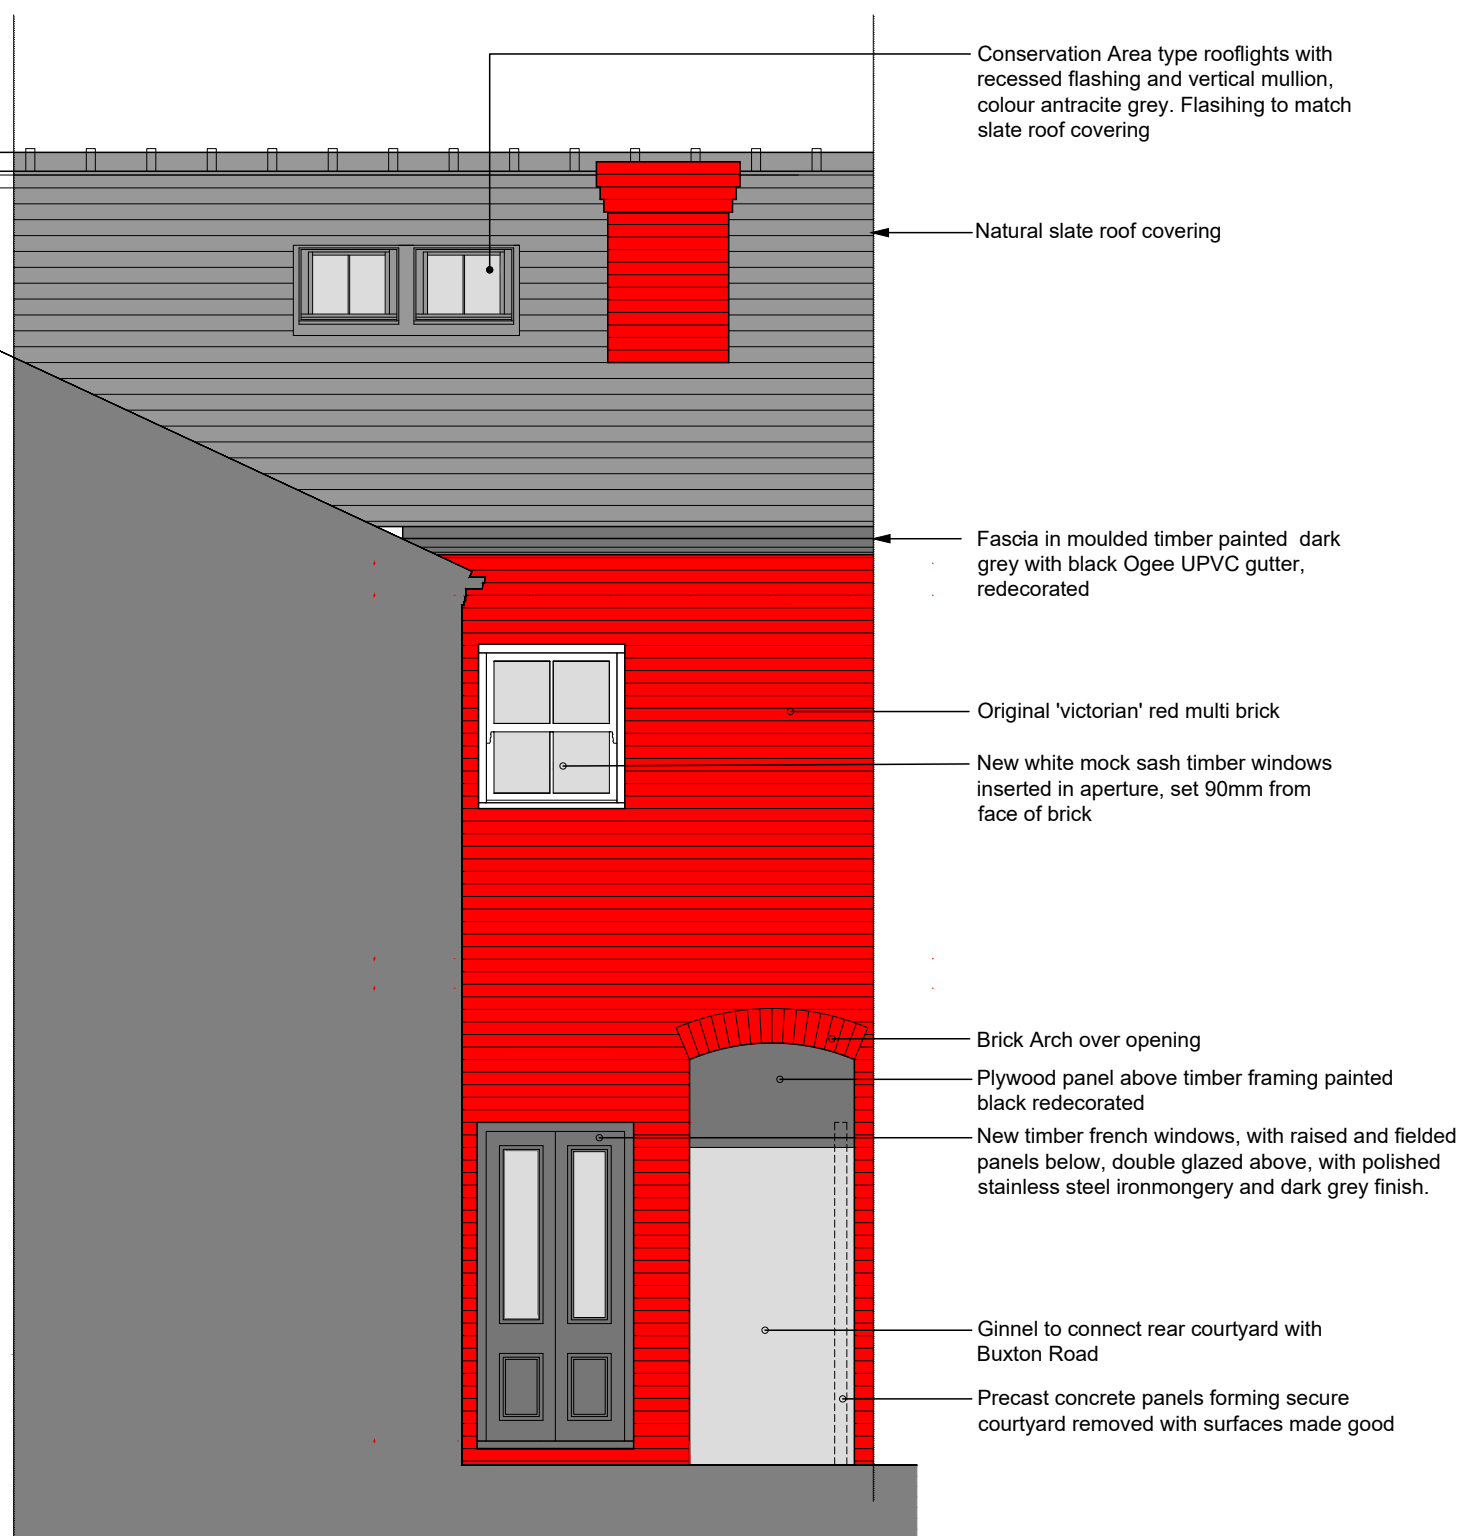 Conservation Area type rooflights with
recessed flashing and vertical mullion,
colour antracite grey. Flasihing to match
slate roof covering
Natural slate roof covering
Fascia in moulded timber painted dark
grey with black Ogee UPVC gutter,
redecorated
Original 'victorian' red multi brick
New white mock sash timber windows
inserted in aperture, set 90mm from
face of brick
Brick Arch over opening
Plywood panel above timber framing painted
black redecorated
New timber french windows, with raised and fielded
panels below, double glazed above, with polished
stainless steel ironmongery and dark grey finish.
Ginnel to connect rear courtyard with
Buxton Road
Precast concrete panels forming secure
courtyard removed with surfaces made good